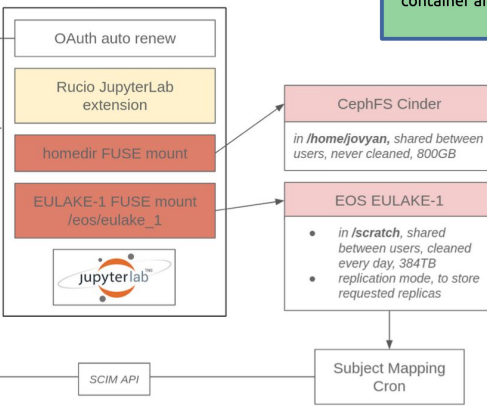 container a
OAuth auto renew
Rucio JupyterLab
extension
homedir FUSE mount
EULAKE-1 FUSE mount
/eos/eulake_1
jupyterlab
TM
CephFS Cinder
in /home/jovyan, shared between
users, never cleaned, 800GB
EOS EULAKE-1
● in /scratch, shared
between users, cleaned
every day, 384TB
● replication mode, to store
requested replicas
SCIM API
Subject Mapping
Cron